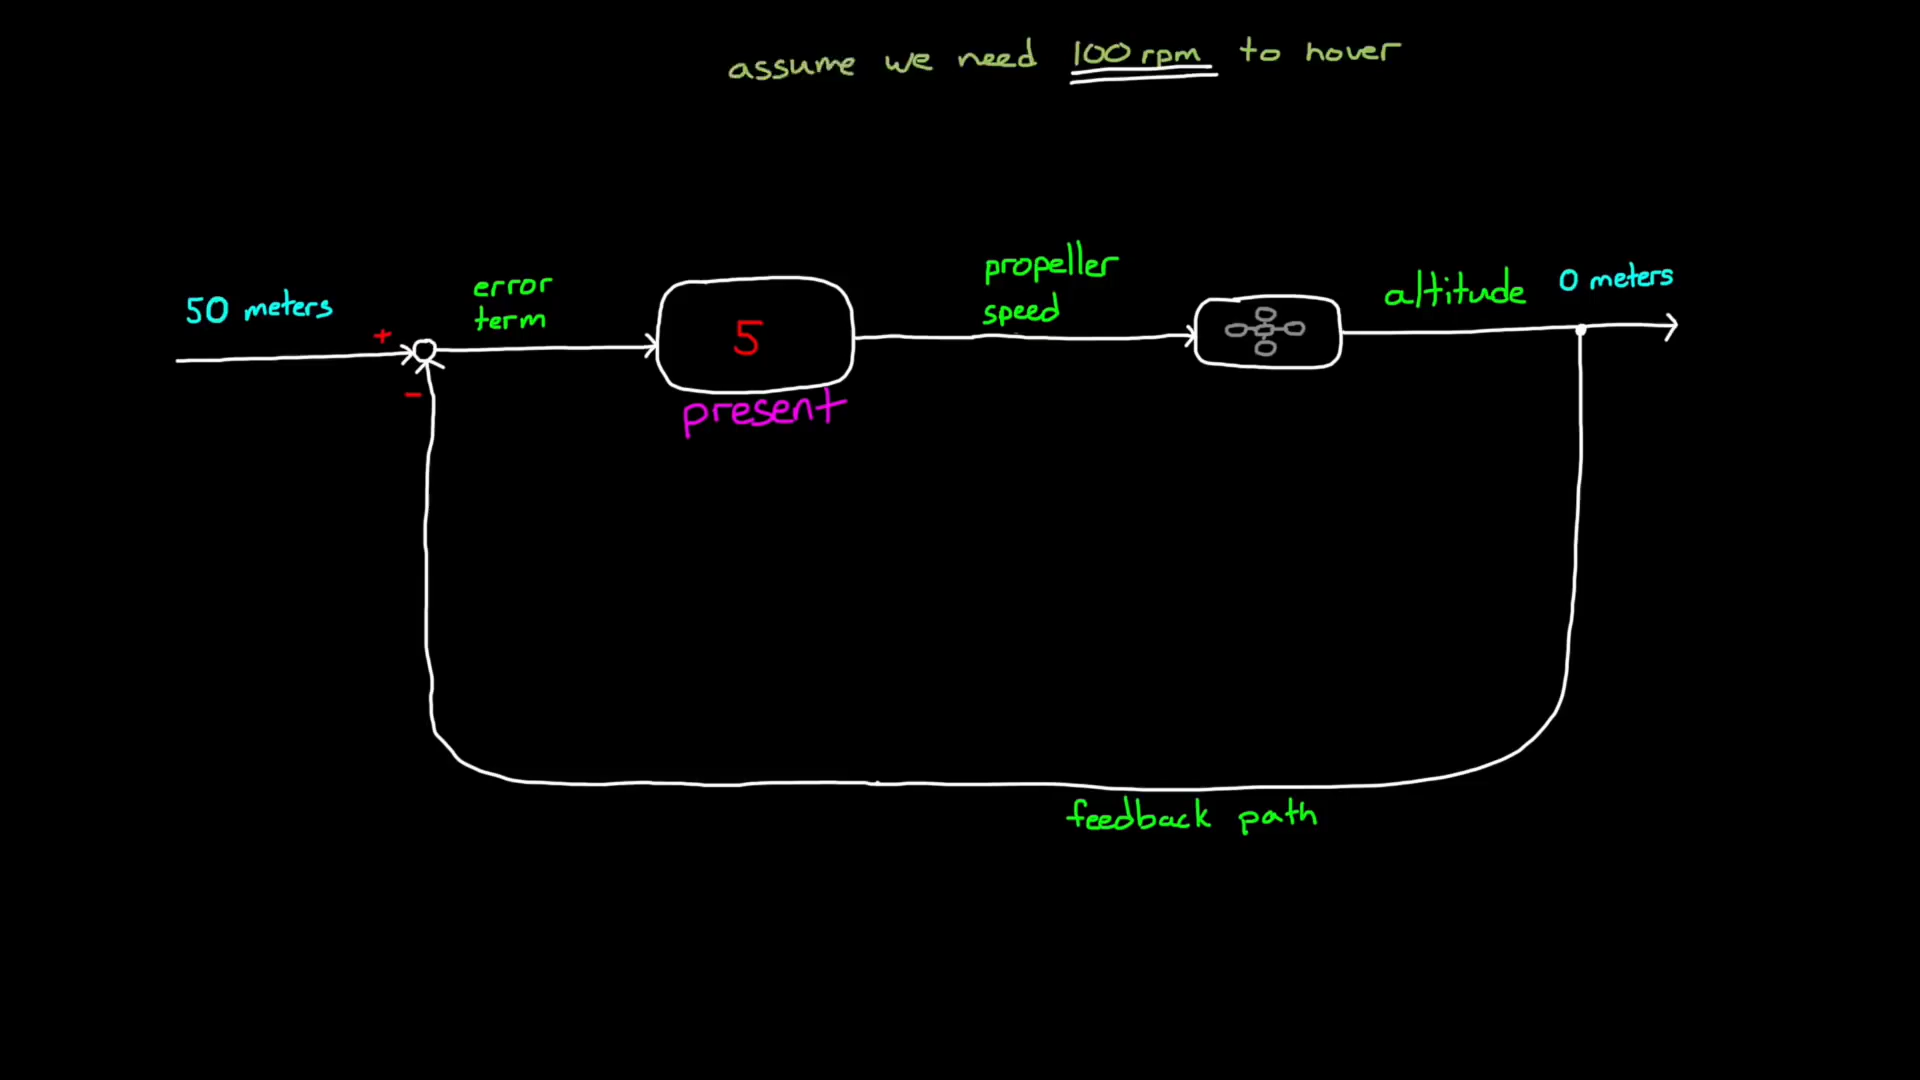 assume we need 100 rpm to hover
50 meters
+
-
error
term
5
present
propeller
speed
altitude
0 meters
feedback path